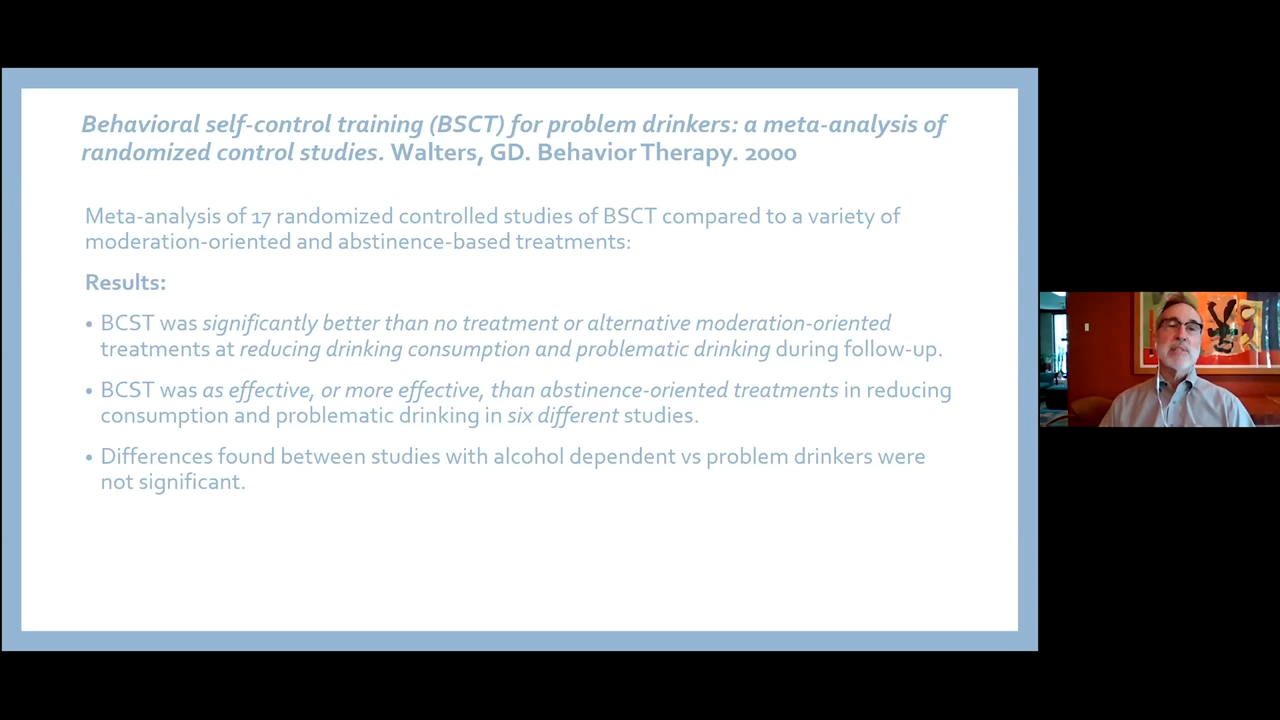 Behavioral self-control training (BSCT) for problem drinkers: a meta-analysis of
randomized control studies. Walters, GD. Behavior Therapy. 2000
Meta-analysis of 17 randomized controlled studies of BSCT compared to a variety of
moderation-oriented and abstinence-based treatments:
Results:
• BCST was significantly better than no treatment or alternative moderation-oriented
treatments at reducing drinking consumption and problematic drinking during follow-up.
• BCST was as effective, or more effective, than abstinence-oriented treatments in reducing
consumption and problematic drinking in six different studies.
• Differences found between studies with alcohol dependent vs problem drinkers were
not significant.